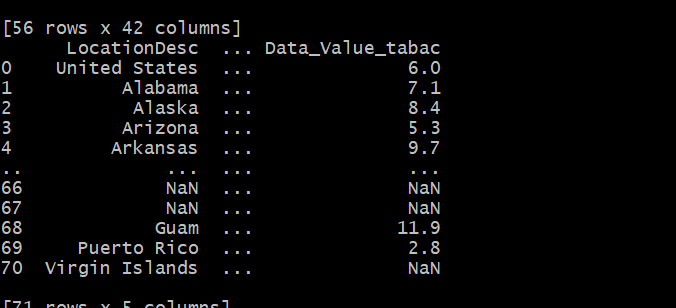 [56 rows x 42 columns]
LocationDesc ... Data_Value_tabac
0 United States ... 6.0
1 Alabama ... 7.1
2 Alaska ... 8.4
3 Arizona ... 5.3
4 Arkansas ... 9.7
.. ... ... ...
66 NaN ... NaN
67 NaN ... NaN
68 Guam ... 11.9
69 Puerto Rico ... 2.8
70 Virgin Islands ... NaN
[71 rows x 5 columns]